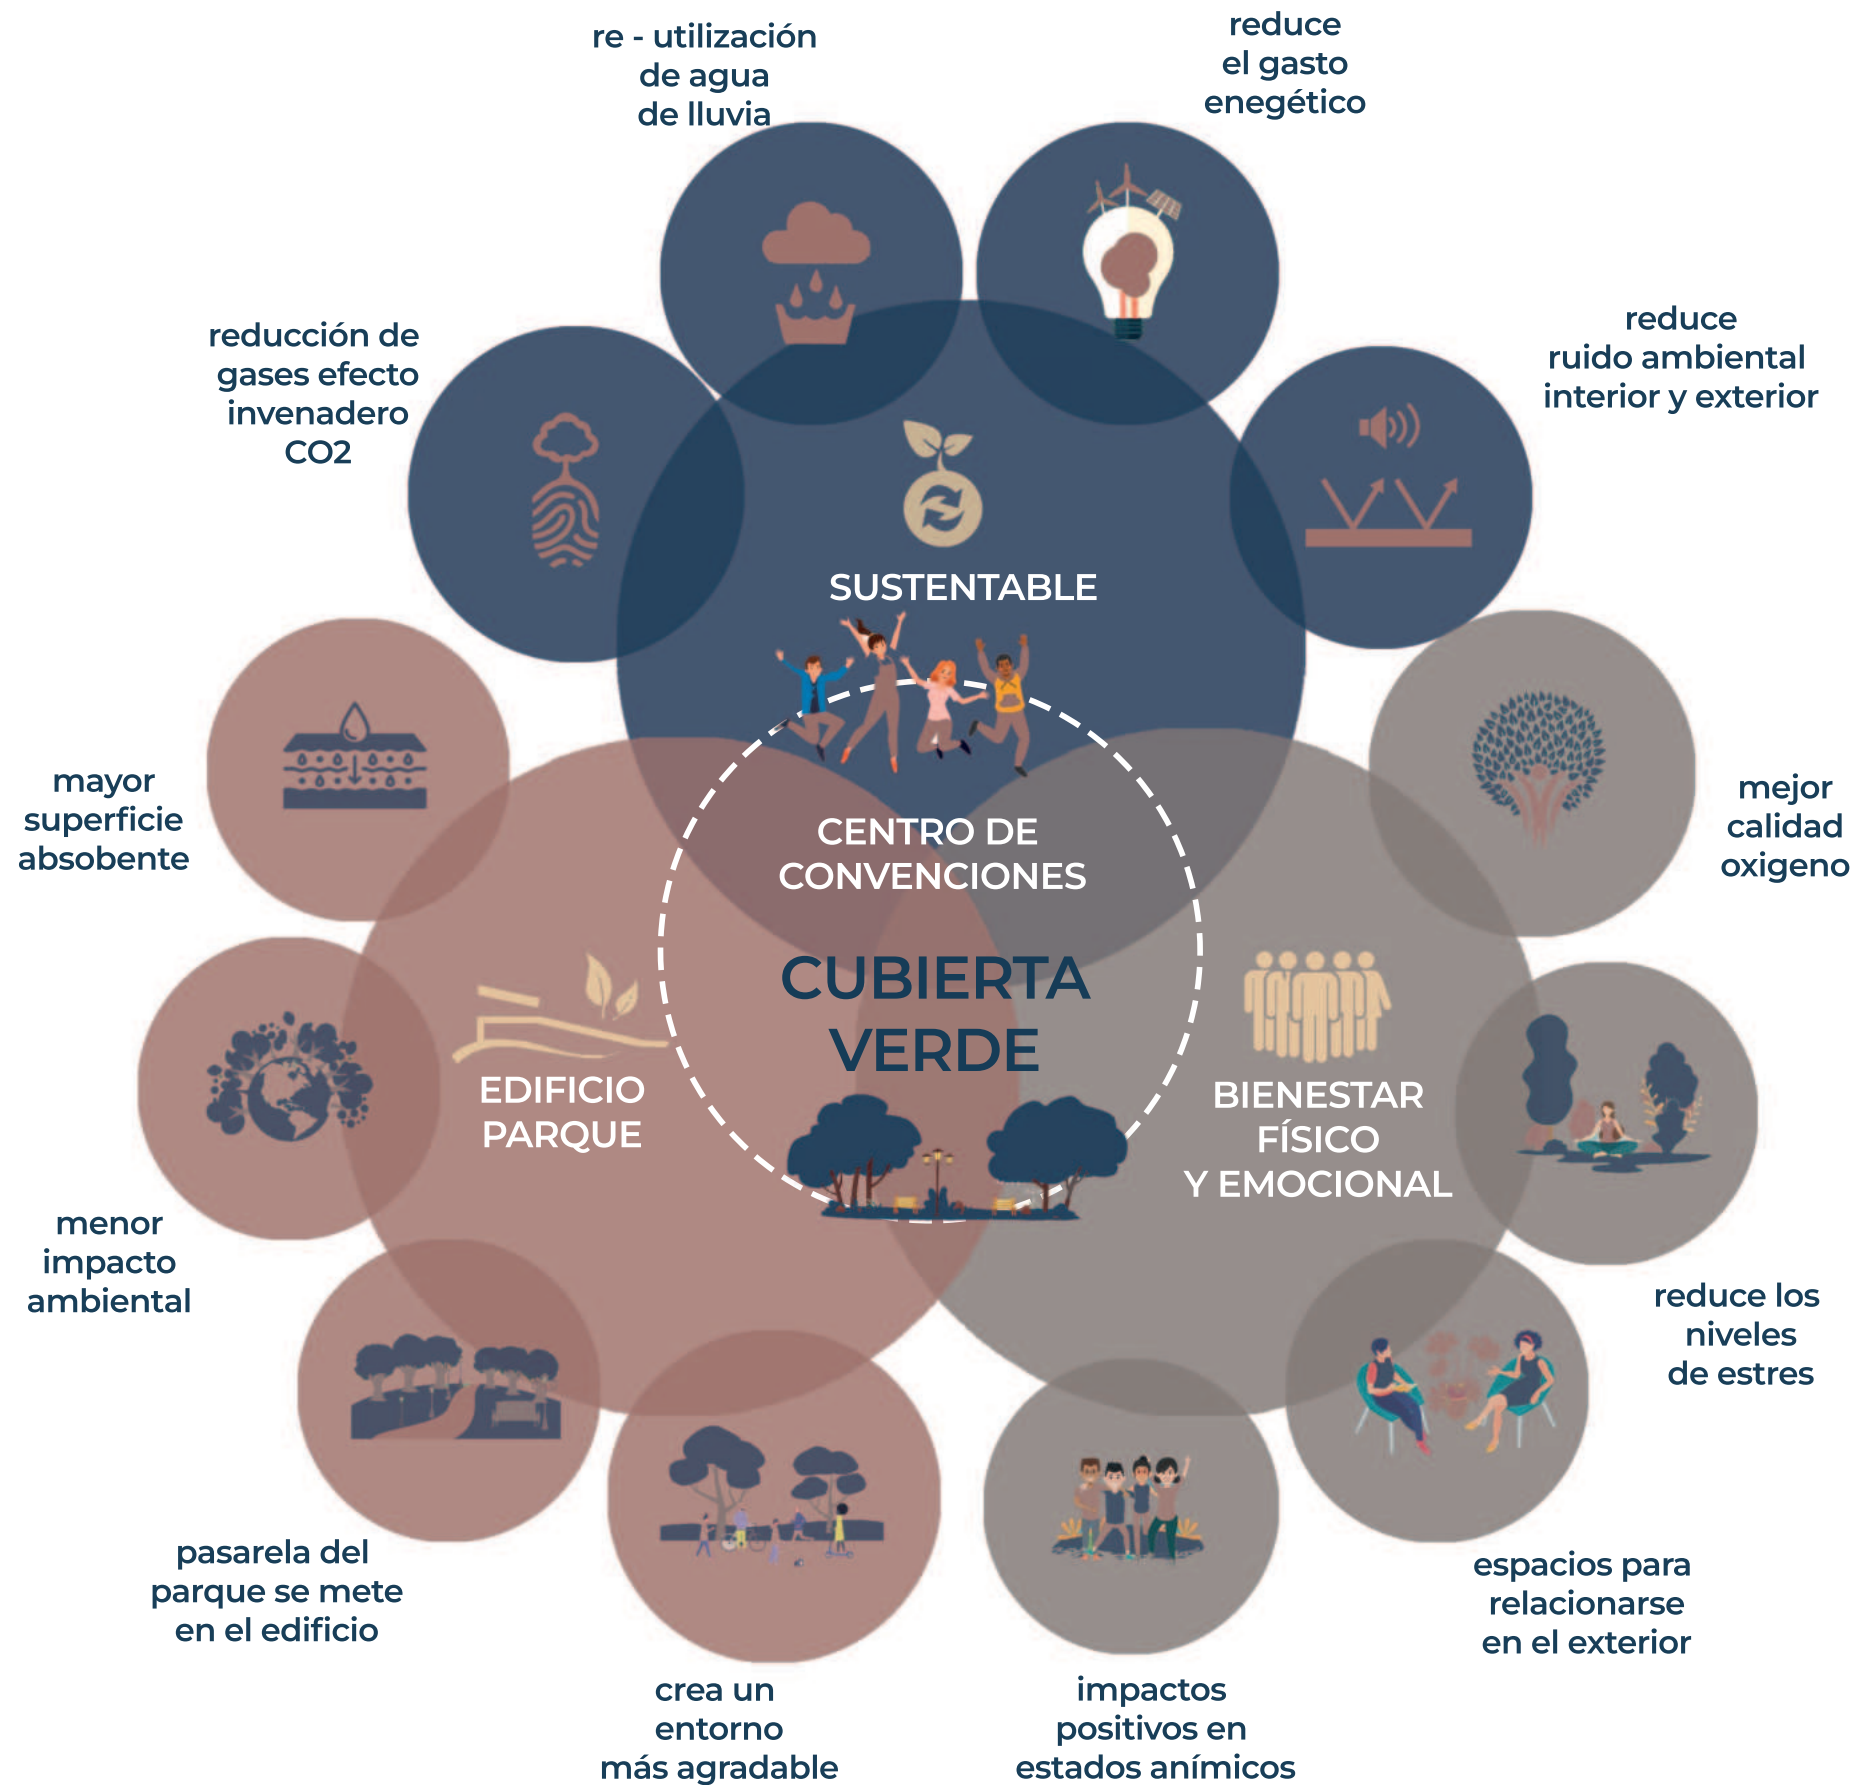 re - utilización
de agua
de lluvia
reduce
el gasto
enegético
reducción de
gases efecto
invenadero
CO2
reduce
ruido ambiental
interior y exterior
SUSTENTABLE
mayor
superficie
absobente
mejor
calidad
oxigeno
CENTRO DE
CONVENCIONES
CUBIERTA
VERDE
EDIFICIO
PARQUE
BIENESTAR
FÍSICO
Y EMOCIONAL
menor
impacto
ambiental
reduce los
niveles
de estres
pasarela del
parque se mete
en el edificio
espacios para
relacionarse
en el exterior
crea un
entorno
más agradable
impactos
positivos en
estados anímicos